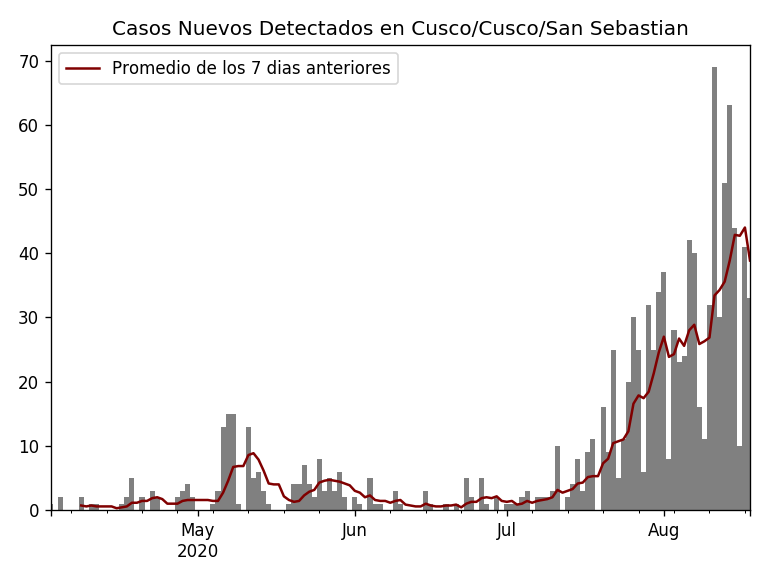 Casos Nuevos Detectados en Cusco/Cusco/San Sebastian
Promedio de los 7 dias anteriores
70
60
50
40
30
20
10
0
May
2020
Jun
Jul
Aug